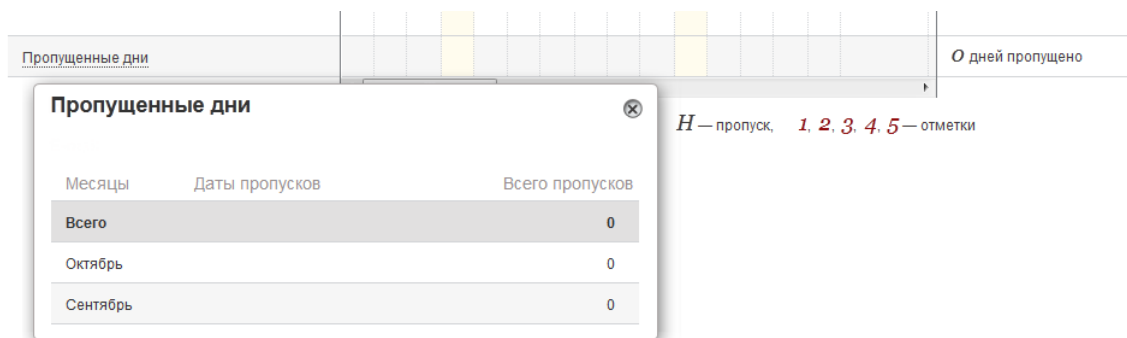 Пропущенные дни
0 дней пропущено
Пропущенные дни
Н — пропуск, 1, 2, 3, 4, 5 — отметки
Месяцы Даты пропусков Всего пропусков
Всего 0
Октябрь 0
Сентябрь 0